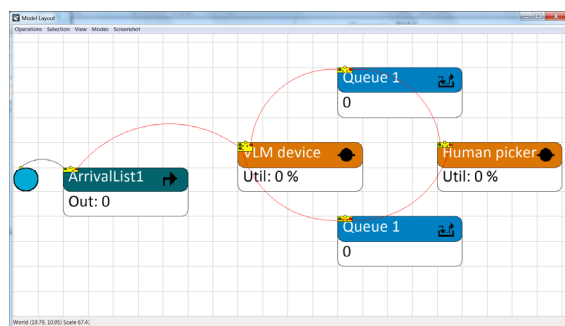 Model Layout
Operations Selection View Modes Screenshot
Queue 1
0
VLM device
Util: 0 %
Human picker
Util: 0 %
ArrivalList1
Out: 0
Queue 1
0
World (19.79, 10.95) Scale 67.4;